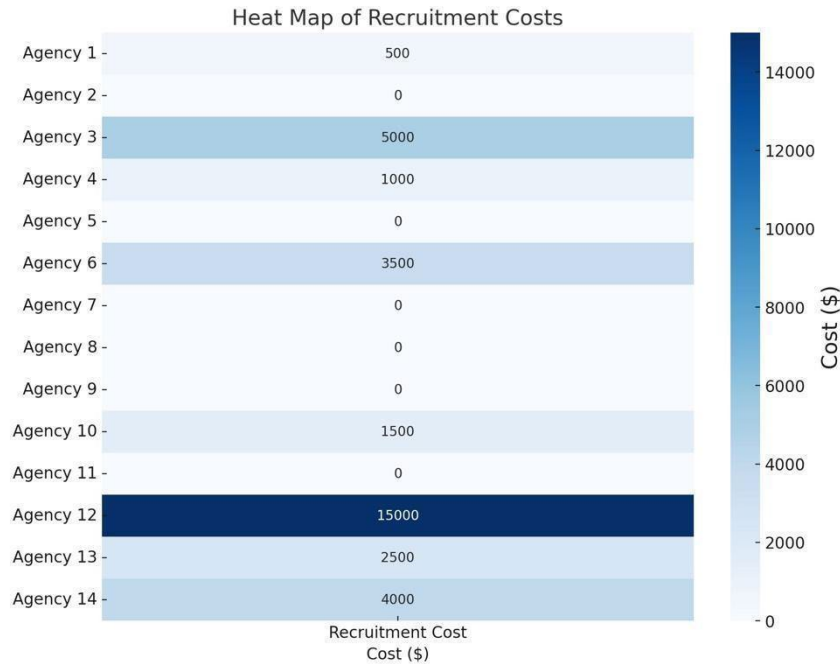 Heat Map of Recruitment Costs
Agency 1 500
Agency 2 0
Agency 3 5000
Agency 4 1000
Agency 5 0
Agency 6 3500
Agency 7 0
Agency 8 0
Agency 9 0
Agency 10 1500
Agency 11 0
Agency 12 15000
Agency 13 2500
Agency 14 4000
Recruitment Cost
Cost ($)
14000
12000
10000
8000
6000
4000
2000
0
Cost ($)